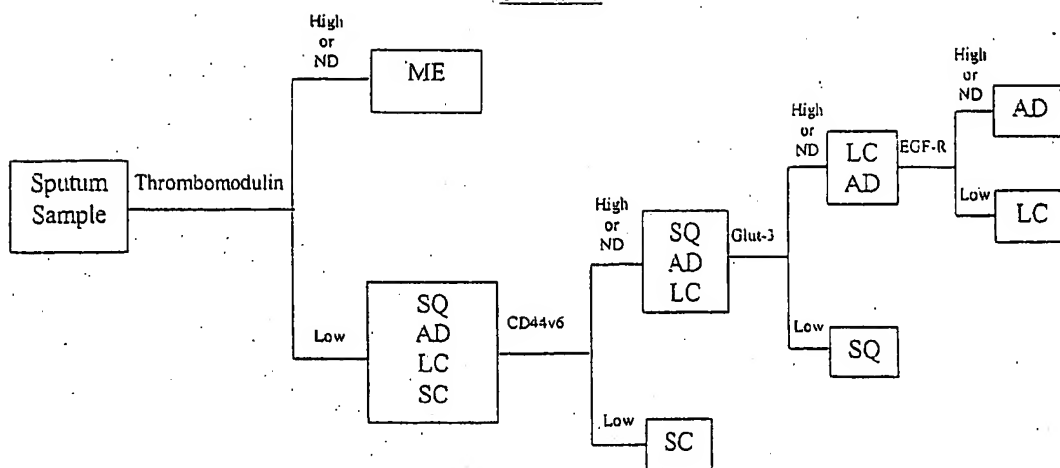 High
or
ND
ME
Sputum
Sample
Thrombomodulin
Low
SQ
AD
LC
SC
CD44v6
High
or
ND
SQ
AD
LC
Glut-3
Low
SC
High
or
ND
LC
AD
EGF-R
Low
SQ
High
or
ND
AD
Low
LC